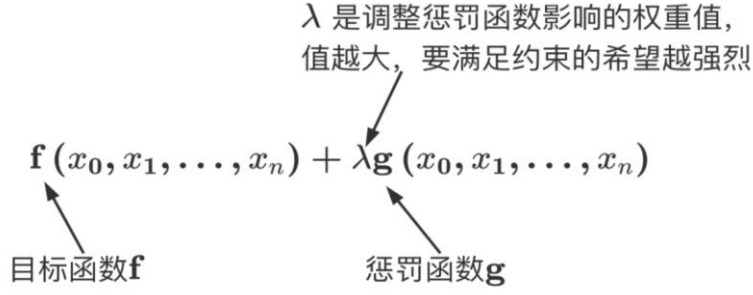 λ 是调整惩罚函数影响的权重值，
值越大，要满足约束的希望越强烈
f (x₀, x₁, . . . , xₙ) + λg (x₀, x₁, . . . , xₙ)
目标函数f
惩罚函数g